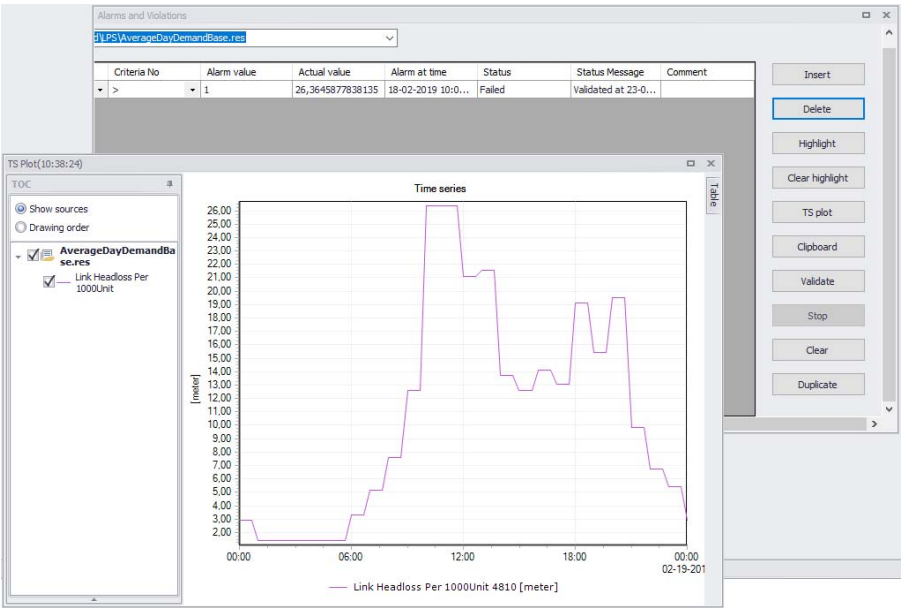 Alarms and Violations
d\LPS\AverageDayDemandBase.res
Criteria No Alarm value Actual value Alarm at time Status Status Message Comment
> 1 26,3645877838135 18-02-2019 10:0... Failed Validated at 23-0...
Insert
Delete
Highlight
Clear highlight
TS plot
Clipboard
Validate
Stop
Clear
Duplicate
TS Plot(10:38:24)
TOC
Show sources
Drawing order
AverageDayDemandBa
se.res
Link Headloss Per
1000Unit
Table
Time series
26,00
25,00
24,00
23,00
22,00
21,00
20,00
19,00
18,00
17,00
16,00
15,00
14,00
13,00
12,00
11,00
10,00
9,00
8,00
7,00
6,00
5,00
4,00
3,00
2,00
[meter]
00:00 06:00 12:00 18:00 00:00
02-19-201
Link Headloss Per 1000Unit 4810 [meter]